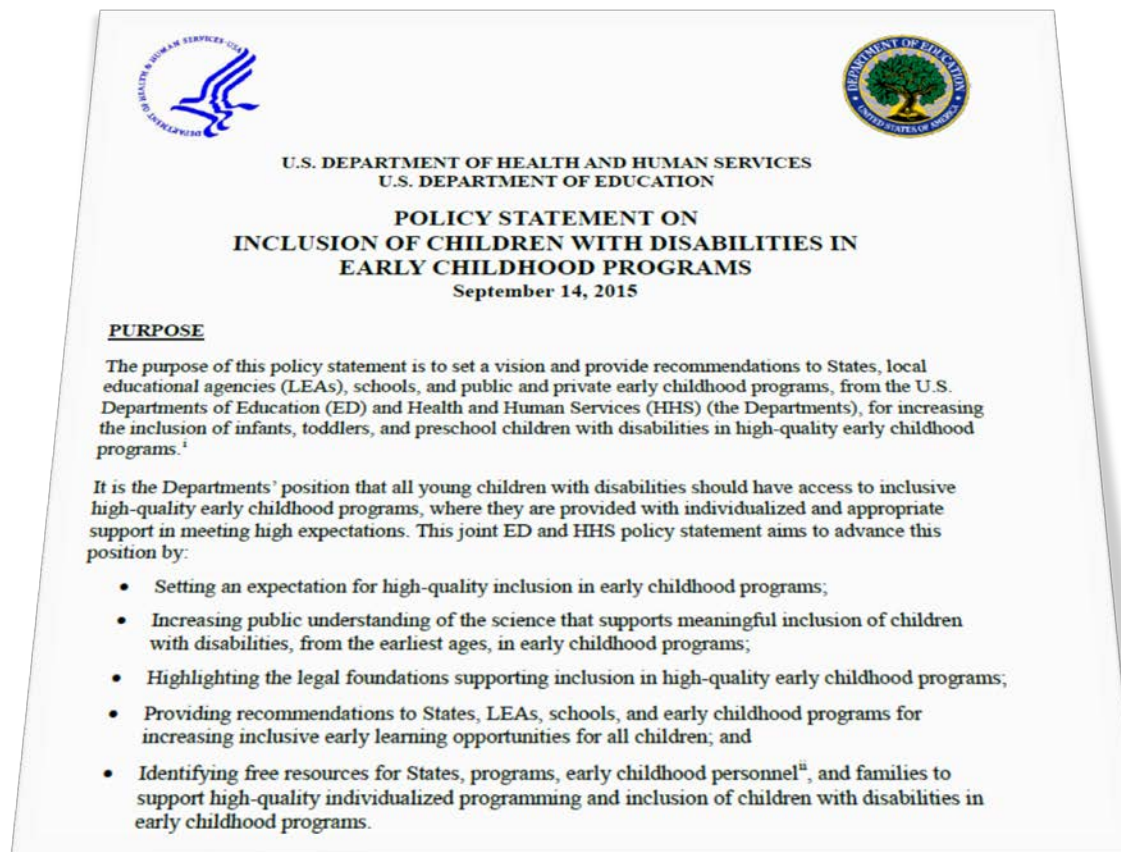 DEPARTMENT OF HEALTH & HUMAN SERVICES·USA
DEPARTMENT OF EDUCATION
UNITED STATES OF AMERICA
U.S. DEPARTMENT OF HEALTH AND HUMAN SERVICES
U.S. DEPARTMENT OF EDUCATION
POLICY STATEMENT ON
INCLUSION OF CHILDREN WITH DISABILITIES IN
EARLY CHILDHOOD PROGRAMS
September 14, 2015
PURPOSE
The purpose of this policy statement is to set a vision and provide recommendations to States, local
educational agencies (LEAs), schools, and public and private early childhood programs, from the U.S.
Departments of Education (ED) and Health and Human Services (HHS) (the Departments), for increasing
the inclusion of infants, toddlers, and preschool children with disabilities in high-quality early childhood
programs.i
It is the Departments' position that all young children with disabilities should have access to inclusive
high-quality early childhood programs, where they are provided with individualized and appropriate
support in meeting high expectations. This joint ED and HHS policy statement aims to advance this
position by:
• Setting an expectation for high-quality inclusion in early childhood programs;
• Increasing public understanding of the science that supports meaningful inclusion of children
with disabilities, from the earliest ages, in early childhood programs;
• Highlighting the legal foundations supporting inclusion in high-quality early childhood programs;
• Providing recommendations to States, LEAs, schools, and early childhood programs for
increasing inclusive early learning opportunities for all children; and
• Identifying free resources for States, programs, early childhood personnelii, and families to
support high-quality individualized programming and inclusion of children with disabilities in
early childhood programs.